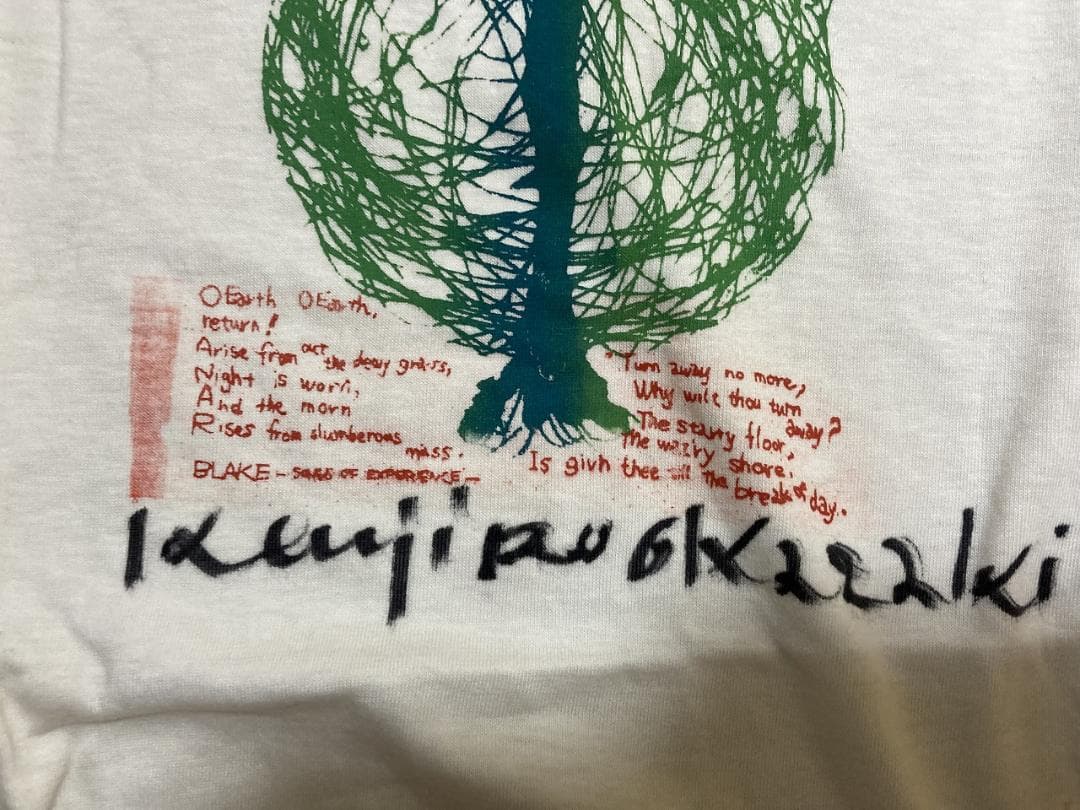 O Earth O Earth,
return!
Arise from out the dewy grass,
Night is worn,
And the morn
Rises from slumberous
mass.
BLAKE - SONGS OF EXPERIENCE -
"Turn away no more,
Why wilt thou turn
away?
The starry floor,
The watry shore.
Is givn thee till the break of day..
Kenjiro okazaki